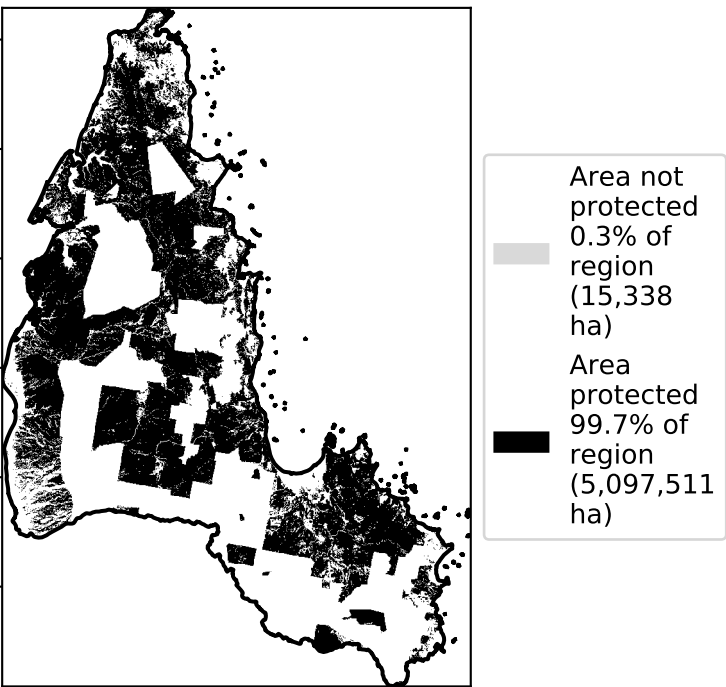 Area not
protected
0.3% of
region
(15,338
ha)
Area
protected
99.7% of
region
(5,097,511
ha)